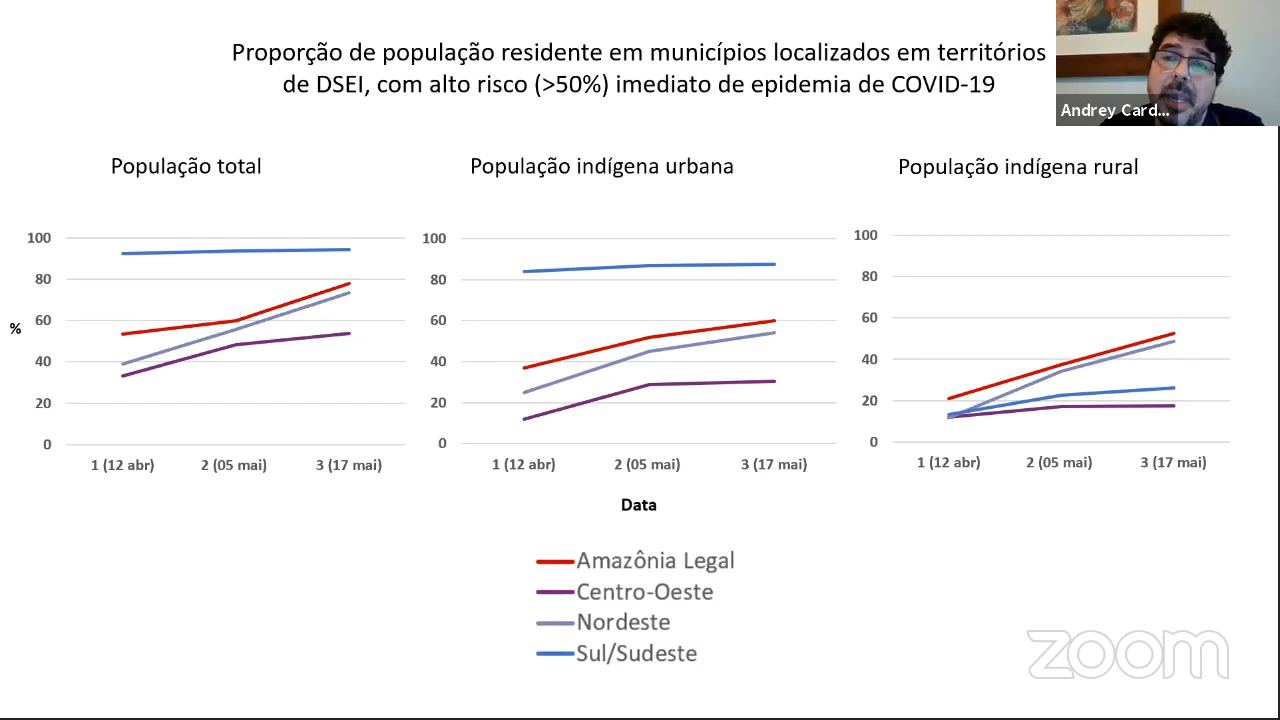 Proporção de população residente em municípios localizados em territórios
de DSEI, com alto risco (>50%) imediato de epidemia de COVID-19
Andrey Card...
População total
População indígena urbana
População indígena rural
%
100
80
60
40
20
0
1 (12 abr)
2 (05 mai)
3 (17 mai)
100
80
60
40
20
0
1 (12 abr)
2 (05 mai)
3 (17 mai)
100
80
60
40
20
0
1 (12 abr)
2 (05 mai)
3 (17 mai)
Data
Amazônia Legal
Centro-Oeste
Nordeste
Sul/Sudeste
zoom